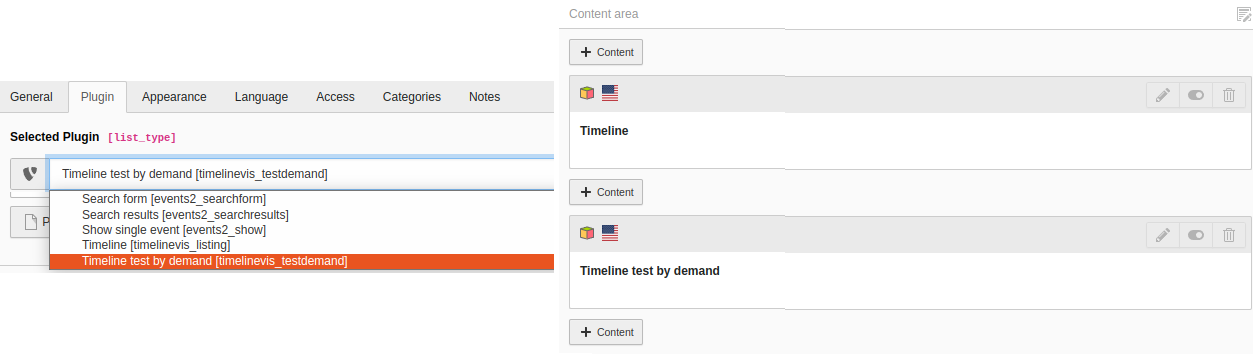 General Plugin Appearance Language Access Categories Notes
Selected Plugin [list_type]
Timeline test by demand [timelinevis_testdemand]
Search form [events2_searchform]
Search results [events2_searchresults]
P
Show single event [events2_show]
Timeline [timelinevis_listing]
Timeline test by demand [timelinevis_testdemand]
Content area
+ Content
Timeline
+ Content
Timeline test by demand
+ Content